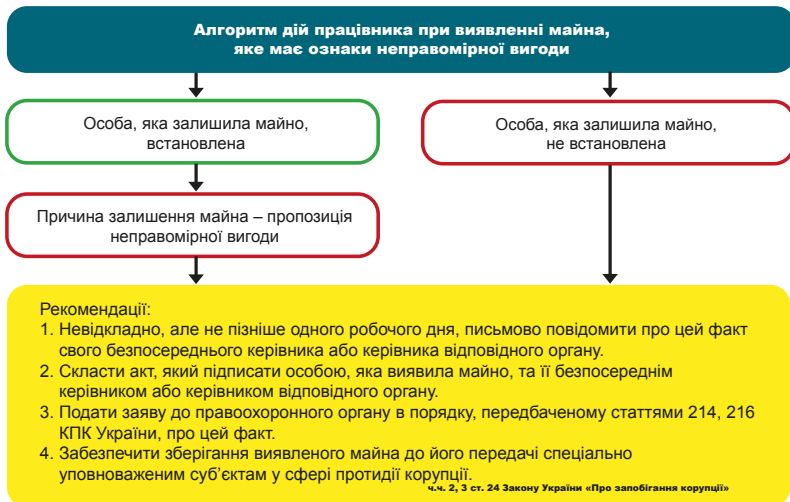 Алгоритм дій працівника при виявленні майна,
яке має ознаки неправомірної вигоди
Особа, яка залишила майно,
встановлена
Особа, яка залишила майно,
не встановлена
Причина залишення майна – пропозиція
неправомірної вигоди
Рекомендації:
1. Невідкладно, але не пізніше одного робочого дня, письмово повідомити про цей факт
свого безпосереднього керівника або керівника відповідного органу.
2. Скласти акт, який підписати особою, яка виявила майно, та її безпосереднім
керівником або керівником відповідного органу.
3. Подати заяву до правоохоронного органу в порядку, передбаченому статтями 214, 216
КПК України, про цей факт.
4. Забезпечити зберігання виявленого майна до його передачі спеціально
уповноваженим суб’єктам у сфері протидії корупції.
ч.ч. 2, 3 ст. 24 Закону України «Про запобігання корупції»